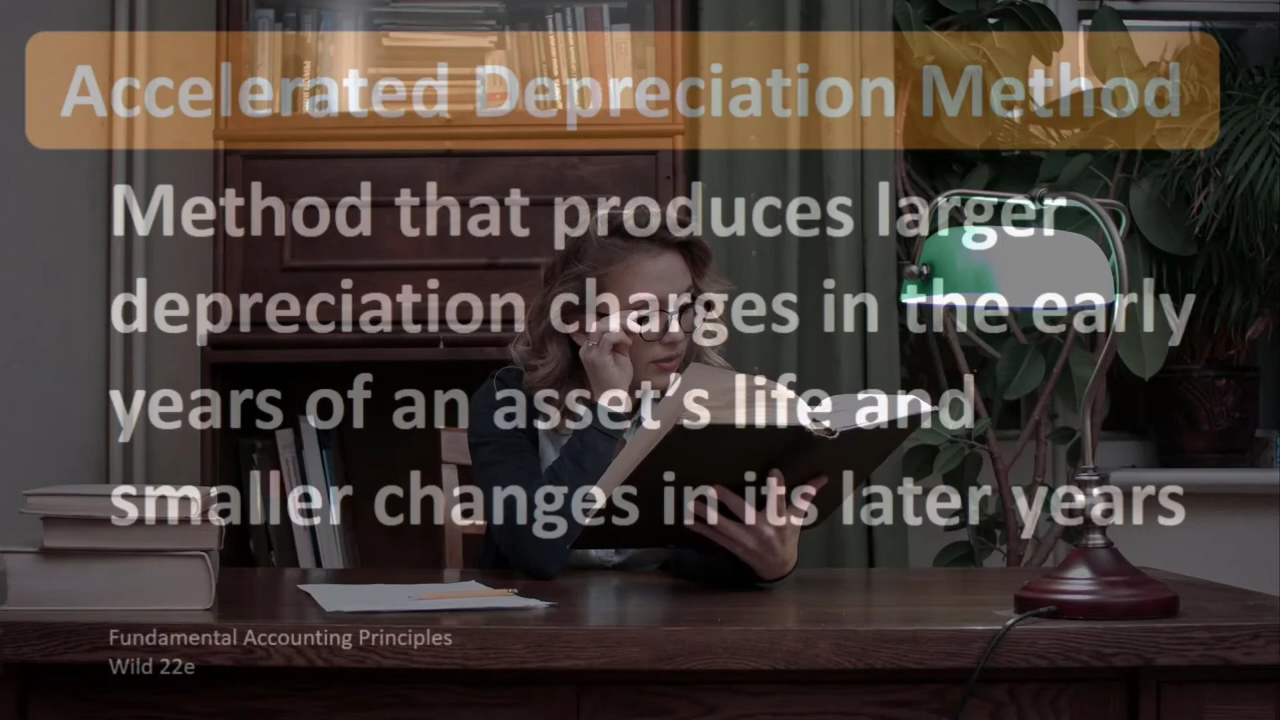 Accelerated Depreciation Method
Method that produces larger
depreciation charges in the early
years of an asset's life and
smaller changes in its later years
Fundamental Accounting Principles
Wild 22e